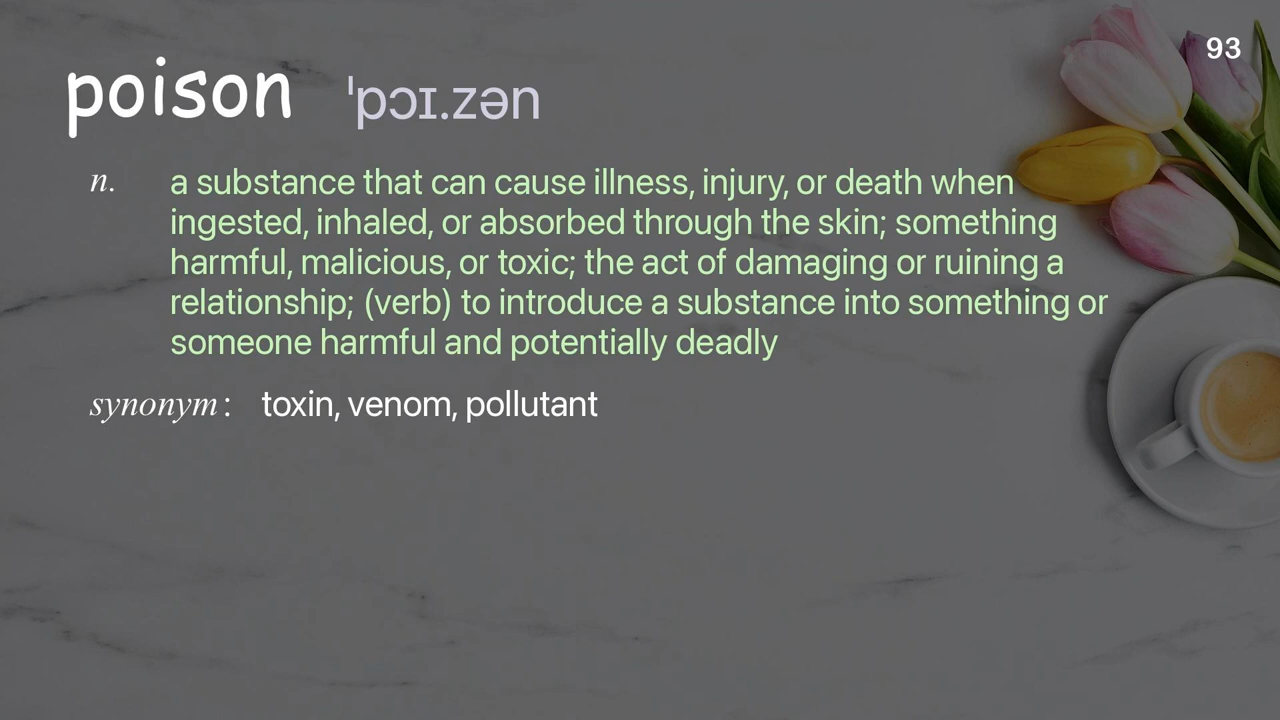 93
poison ˈpɔɪ.zən
n. a substance that can cause illness, injury, or death when
ingested, inhaled, or absorbed through the skin; something
harmful, malicious, or toxic; the act of damaging or ruining a
relationship; (verb) to introduce a substance into something or
someone harmful and potentially deadly
synonym : toxin, venom, pollutant